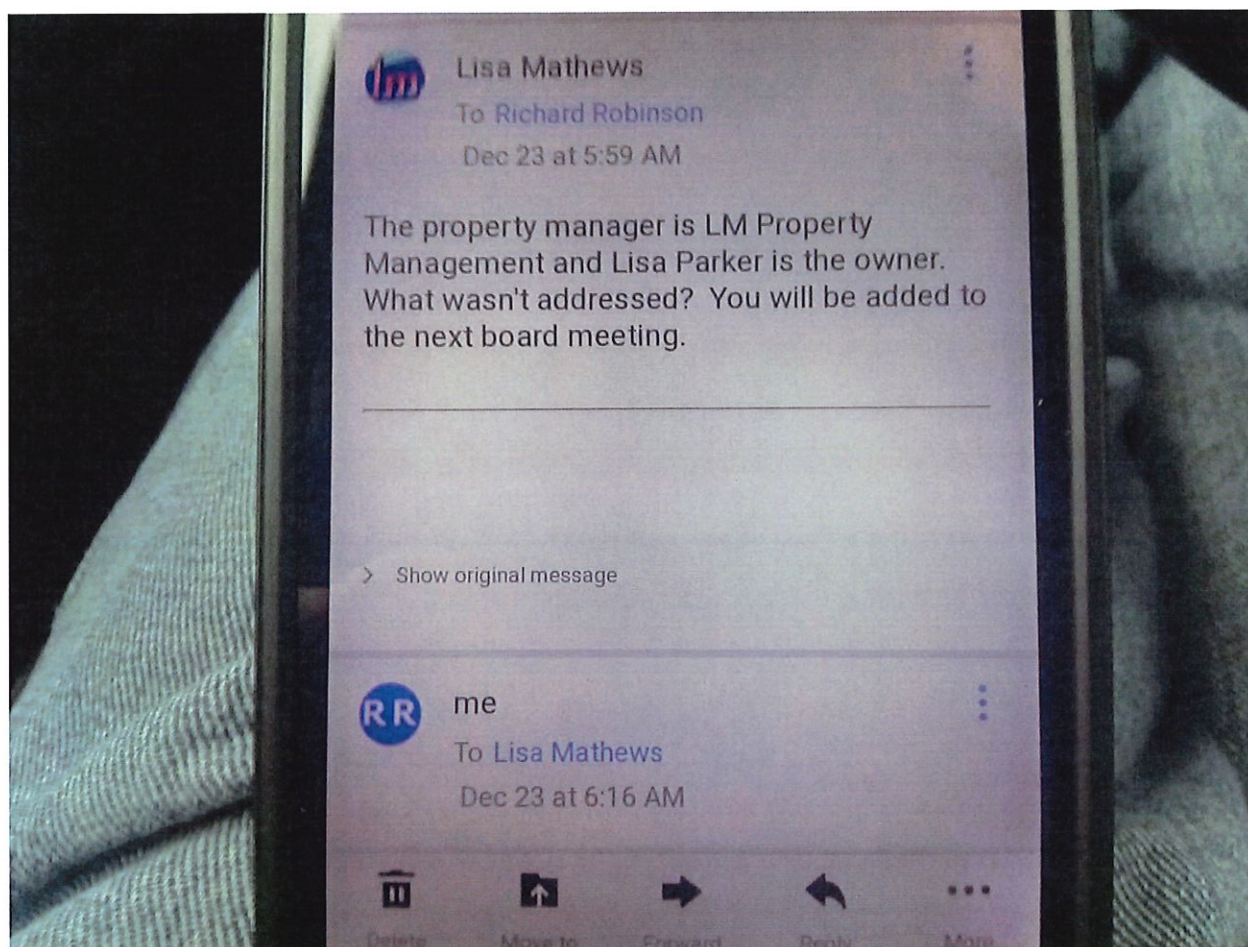 lm
Lisa Mathews
To Richard Robinson
Dec 23 at 5:59 AM
The property manager is LM Property
Management and Lisa Parker is the owner.
What wasn't addressed? You will be added to
the next board meeting.
Show original message
RR
me
To Lisa Mathews
Dec 23 at 6:16 AM
Delete Move to Forward Reply More